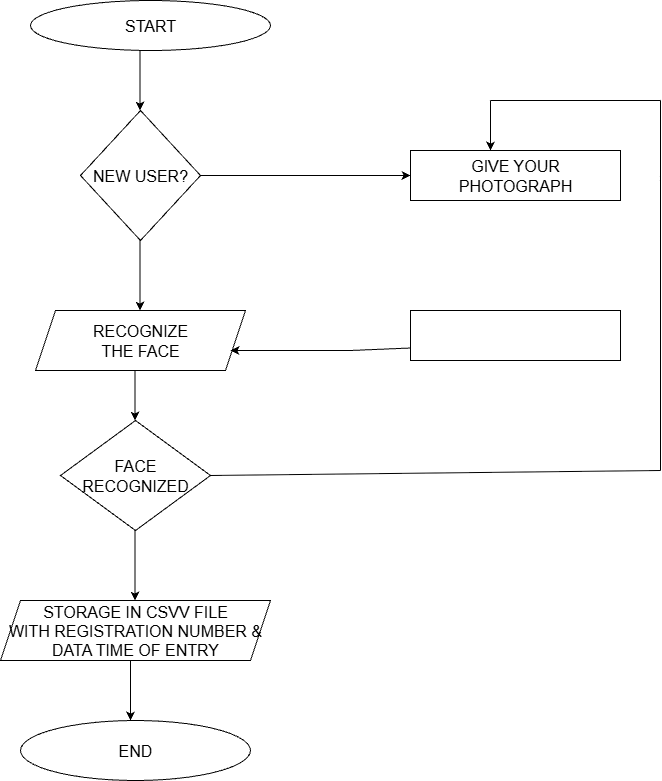 START
NEW USER?
GIVE YOUR
PHOTOGRAPH
RECOGNIZE
THE FACE
FACE
RECOGNIZED
STORAGE IN CSVV FILE
WITH REGISTRATION NUMBER &
DATA TIME OF ENTRY
END